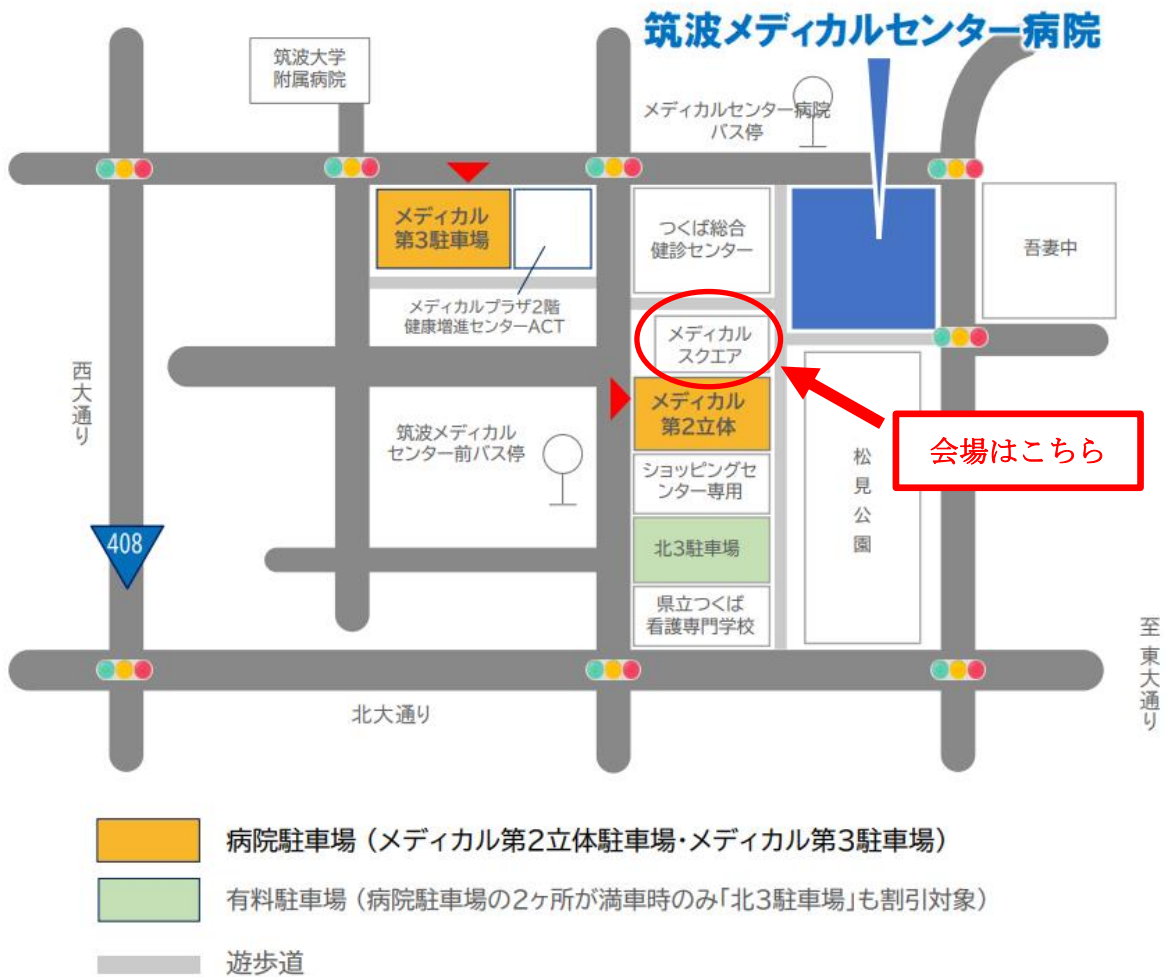 筑波メディカルセンター病院
筑波大学
附属病院
メディカルセンター病院
バス停
メディカル
第3駐車場
つくば総合
健診センター
吾妻中
メディカルプラザ2階
健康増進センターACT
メディカル
スクエア
西大通り
メディカル
第2立体
会場はこちら
筑波メディカル
センター前バス停
ショッピングセ
ンター専用
松見公園
408
北3駐車場
県立つくば
看護専門学校
至 東大通り
北大通り
病院駐車場（メディカル第2立体駐車場・メディカル第3駐車場）
有料駐車場（病院駐車場の2ヶ所が満車時のみ「北3駐車場」も割引対象）
遊歩道